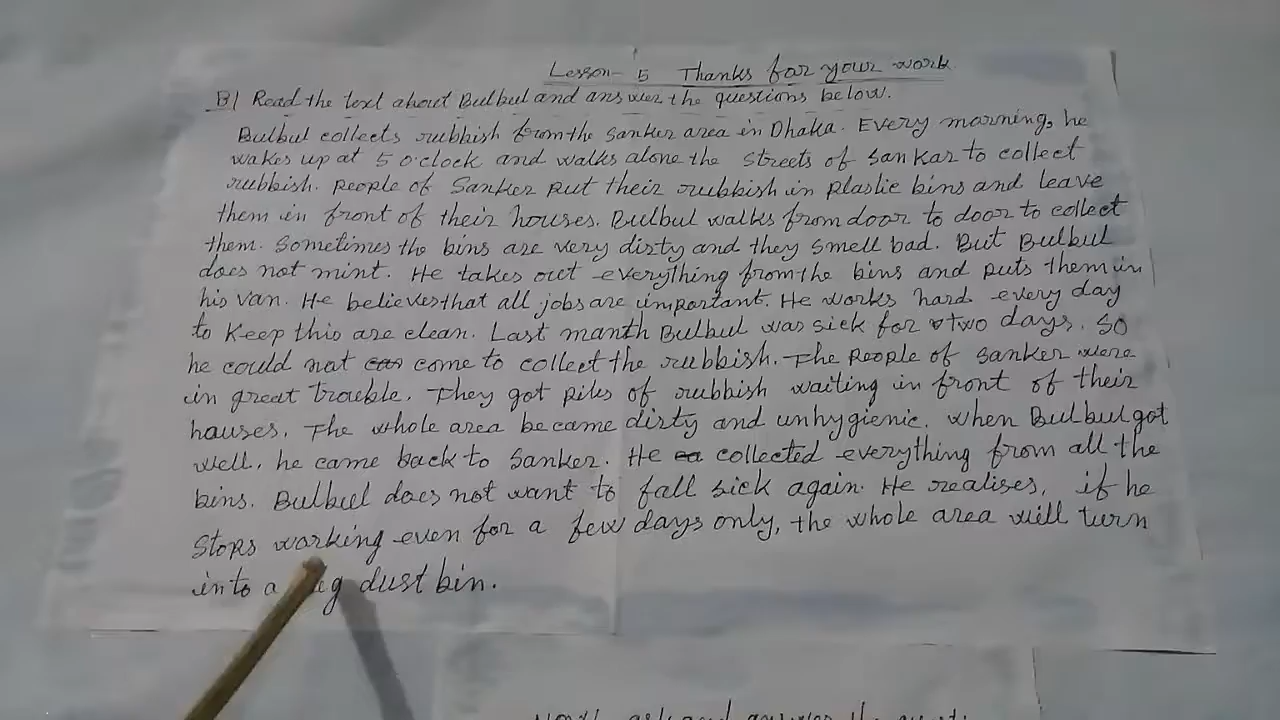 Lesson- 5 Thanks for your work
B) Read the text about Bulbul and answer the questions below.
Bulbul collects rubbish from the Sanker area in Dhaka. Every morning, he
wakes up at 5 o'clock and walks alone the streets of Sankar to collect
rubbish. People of Sanker put their rubbish in plastic bins and leave
them in front of their houses. Bulbul walks from door to door to collect
them. Sometimes the bins are very dirty and they smell bad. But Bulbul
does not mint. He takes out everything from the bins and puts them in
his van. He believes that all jobs are important. He works hard every day
to keep this are clean. Last manth Bulbul was sick for two days. So
he could not come to collect the rubbish. The people of Sanker were
in great trouble. They got piles of rubbish waiting in front of their
houses. The whole area became dirty and unhygienic. when Bulbul got
well, he came back to Sanker. He collected everything from all the
bins. Bulbul does not want to fall sick again. He realises, if he
stops working even for a few days only, the whole area will turn
into a big dust bin.
ask and answer the